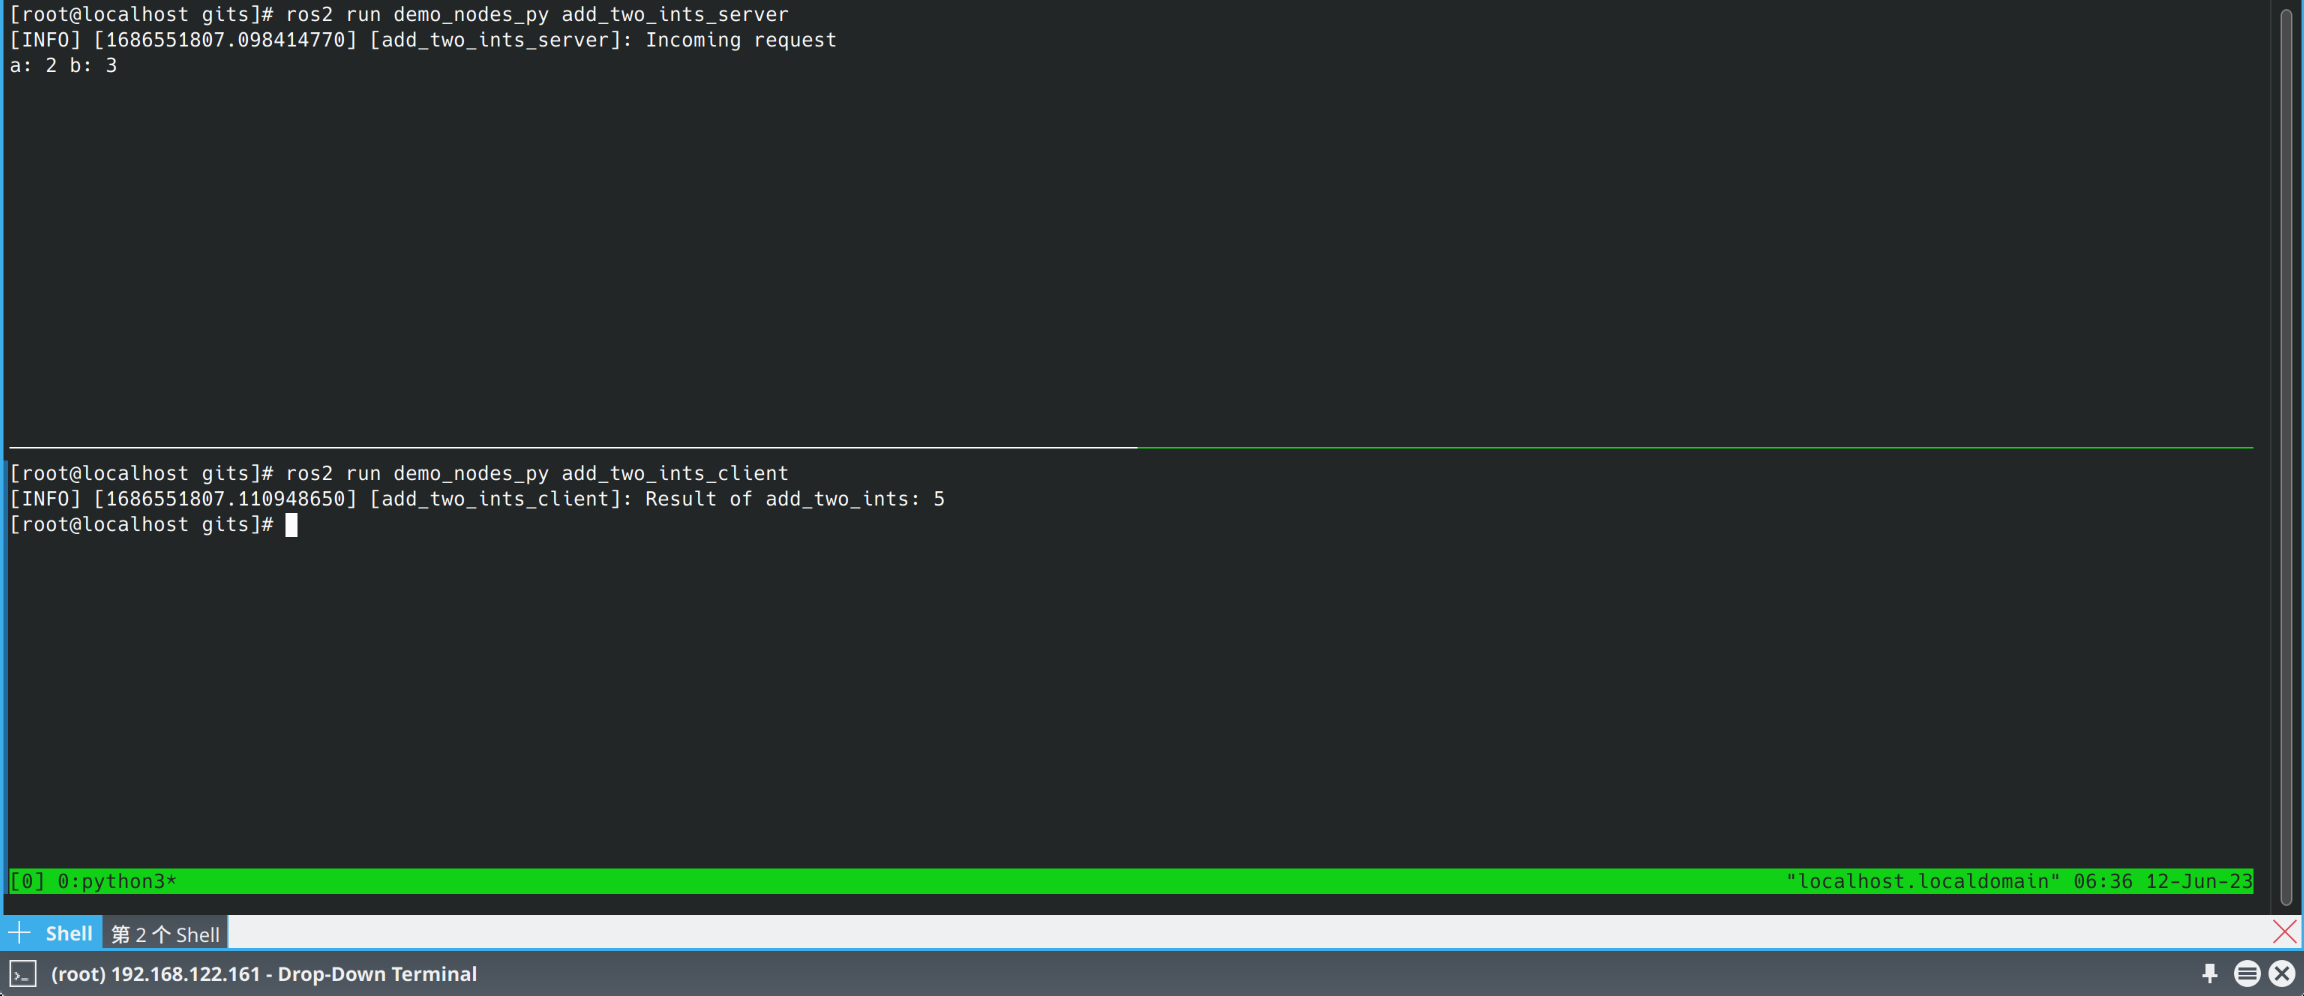 [root@localhost gits]# ros2 run demo_nodes_py add_two_ints_server
[INFO] [1686551807.098414770] [add_two_ints_server]: Incoming request
a: 2 b: 3
[root@localhost gits]# ros2 run demo_nodes_py add_two_ints_client
[INFO] [1686551807.110948650] [add_two_ints_client]: Result of add_two_ints: 5
[root@localhost gits]#
[0] 0:python3* "localhost.localdomain" 06:36 12-Jun-23
Shell 第 2 个 Shell
(root) 192.168.122.161 - Drop-Down Terminal